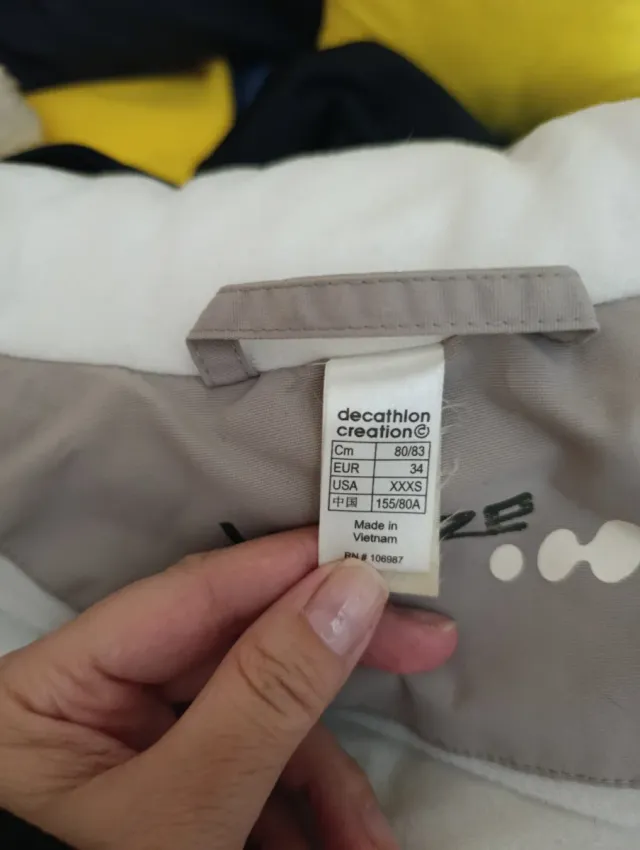 decathlon
creation©
Cm 80/83
EUR 34
USA XXXS
中国 155/80A
Made in
Vietnam
RN # 106987